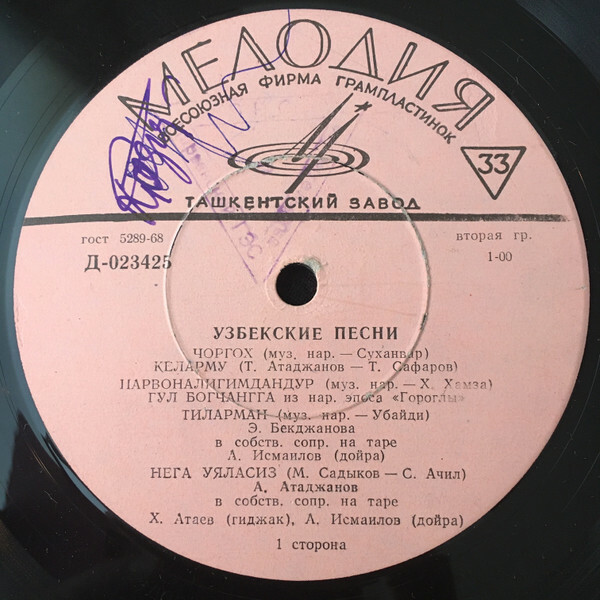 МЕЛОДИЯ
ВСЕСОЮЗНАЯ ФИРМА ГРАМПЛАСТИНОК
33
ТАШКЕНТСКИЙ ЗАВОД
гост 5289-68
вторая гр.
Д-023425
1-00
УЗБЕКСКИЕ ПЕСНИ
ЧОРГОХ (муз. нар. — Суханвар)
КЕЛАРМУ (Т. Атаджанов — Т. Сафаров)
ПАРВОНАЛИГИМДАНДУР (муз. нар. — Х. Хамза)
ГУЛ БОГЧАНГГА из нар. эпоса «Гороглы»
ТИЛАРМАН (муз. нар. — Убайди)
Э. Бекджанова
в собств. сопр. на таре
А. Исмаилов (дойра)
НЕГА УЯЛАСИЗ (М. Садыков — С. Ачил)
А. Атаджанов
в собств. сопр. на таре
Х. Атаев (гиджак), А. Исмаилов (дойра)
1 сторона